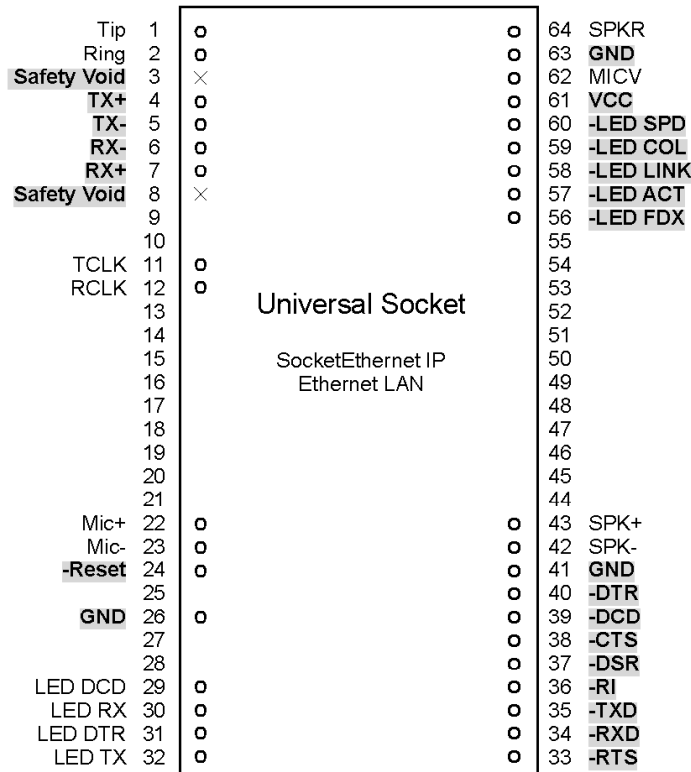 Tip 1 64 SPKR
Ring 2 63 GND
Safety Void 3 62 MICV
TX+ 4 61 VCC
TX- 5 60 -LED SPD
RX- 6 59 -LED COL
RX+ 7 58 -LED LINK
Safety Void 8 57 -LED ACT
9 56 -LED FDX
10 55
TCLK 11 54
RCLK 12 53
Universal Socket
13 52
14 51
15 50
SocketEthernet IP
16 49
Ethernet LAN
17 48
18 47
19 46
20 45
21 44
Mic+ 22 43 SPK+
Mic- 23 42 SPK-
-Reset 24 41 GND
25 40 -DTR
GND 26 39 -DCD
27 38 -CTS
28 37 -DSR
LED DCD 29 36 -RI
LED RX 30 35 -TXD
LED DTR 31 34 -RXD
LED TX 32 33 -RTS